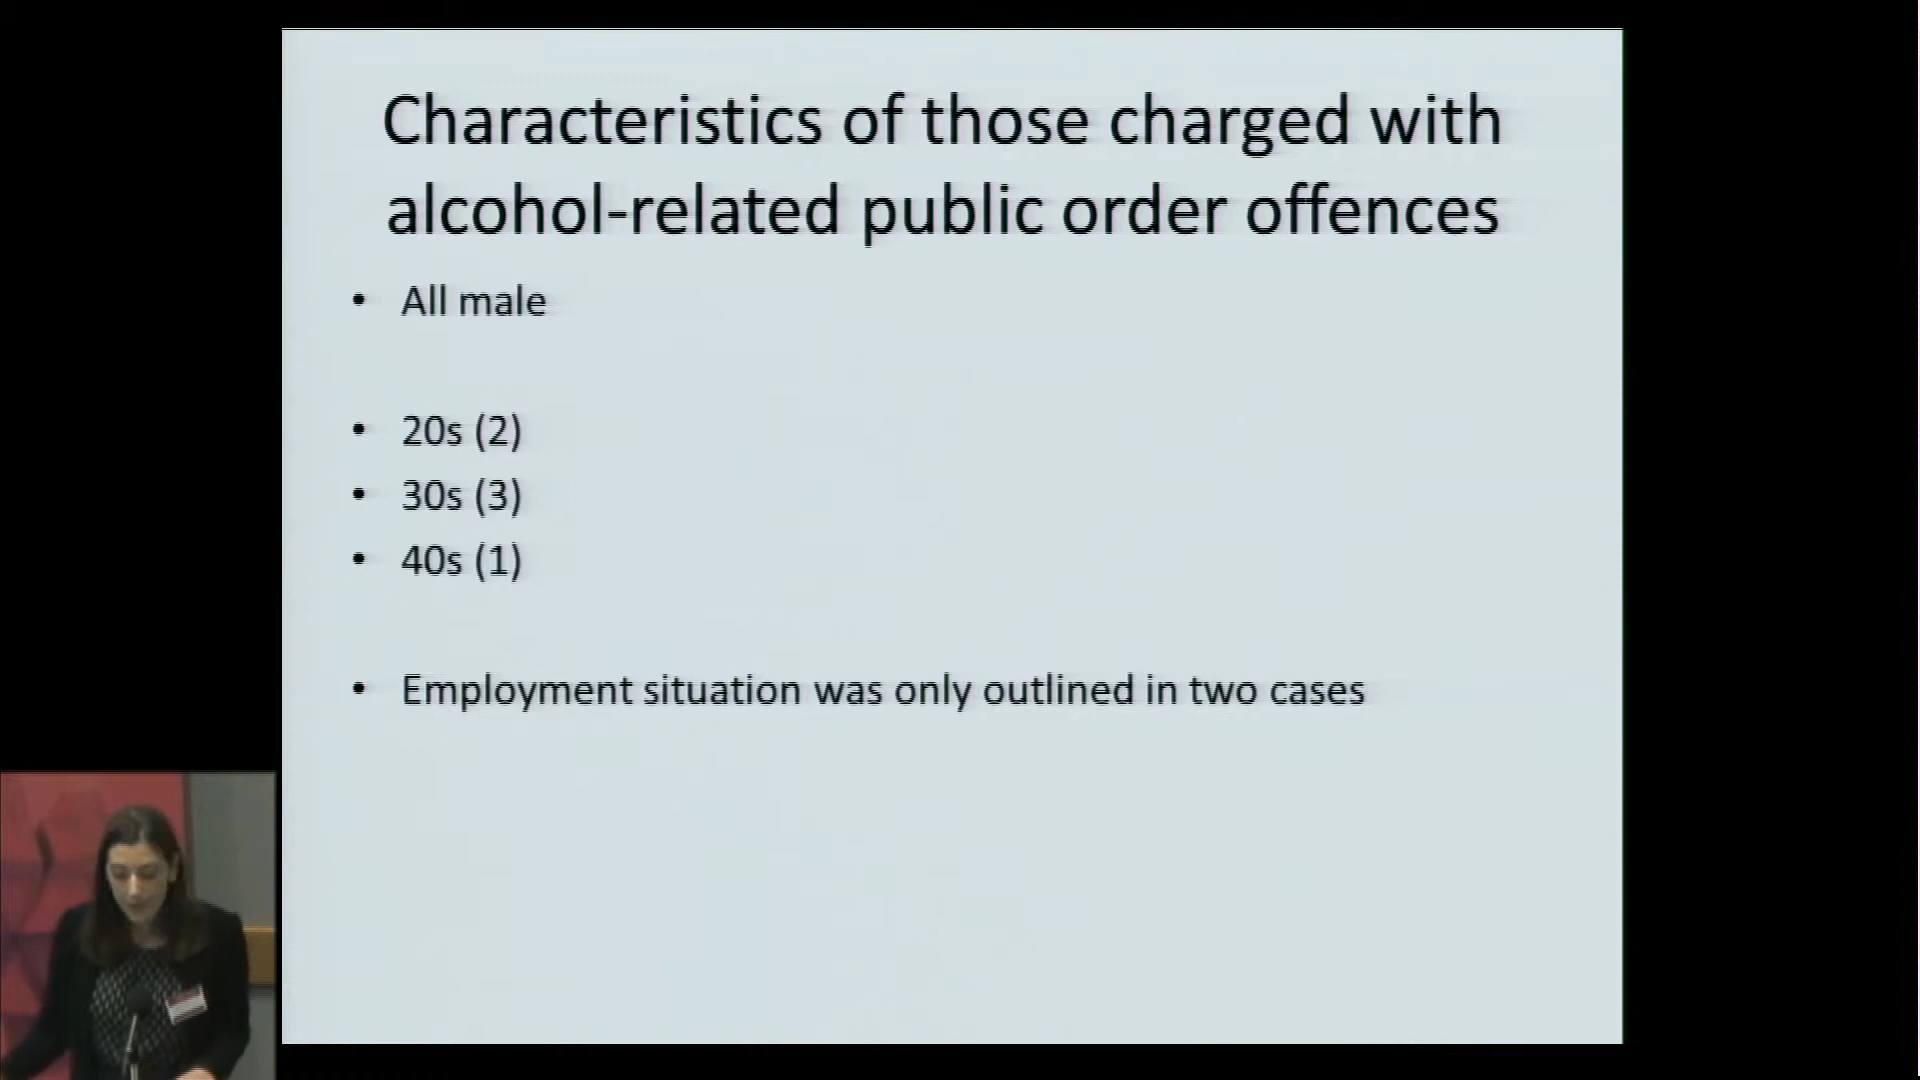 Characteristics of those charged with
alcohol-related public order offences
• All male
• 20s (2)
• 30s (3)
• 40s (1)
• Employment situation was only outlined in two cases